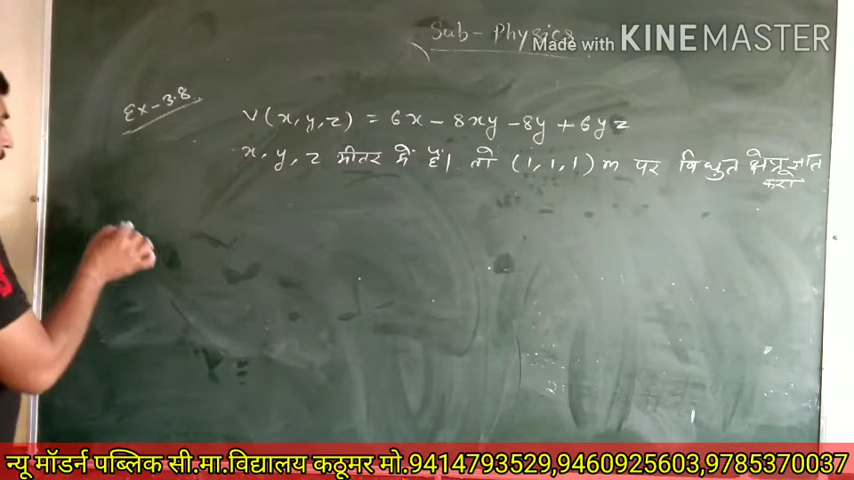 Sub - Physics
Made with KINEMASTER
Ex - 3.8
V(x, y, z) = 6x - 8xy - 8y + 6yz
x, y, z मीटर में हैं। तो (1, 1, 1) m पर विधुत क्षेत्र ज्ञात
करो
न्यू मॉडर्न पब्लिक सी.मा.विद्यालय कठूमर मो.9414793529,9460925603,9785370037